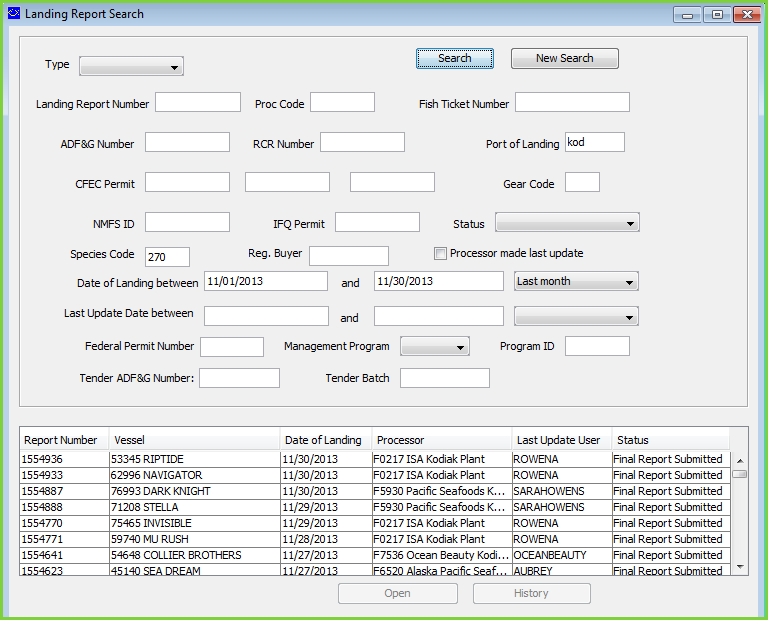 Landing Report Search
Type Search New Search
Landing Report Number Proc Code Fish Ticket Number
ADF&G Number RCR Number Port of Landing kod
CFEC Permit Gear Code
NMFS ID IFQ Permit Status
Species Code 270 Reg. Buyer Processor made last update
Date of Landing between 11/01/2013 and 11/30/2013 Last month
Last Update Date between and
Federal Permit Number Management Program Program ID
Tender ADF&G Number: Tender Batch
Report Number Vessel Date of Landing Processor Last Update User Status
1554936 53345 RIPTIDE 11/30/2013 F0217 ISA Kodiak Plant ROWENA Final Report Submitted
1554933 62996 NAVIGATOR 11/30/2013 F0217 ISA Kodiak Plant ROWENA Final Report Submitted
1554887 76993 DARK KNIGHT 11/30/2013 F5930 Pacific Seafoods K... SARAHOWENS Final Report Submitted
1554888 71208 STELLA 11/29/2013 F5930 Pacific Seafoods K... SARAHOWENS Final Report Submitted
1554770 75465 INVISIBLE 11/29/2013 F0217 ISA Kodiak Plant ROWENA Final Report Submitted
1554771 59740 MU RUSH 11/28/2013 F0217 ISA Kodiak Plant ROWENA Final Report Submitted
1554641 54648 COLLIER BROTHERS 11/27/2013 F7536 Ocean Beauty Kodi... OCEANBEAUTY Final Report Submitted
1554623 45140 SEA DREAM 11/27/2013 F6520 Alaska Pacific Seaf... AUBREY Final Report Submitted
Open History